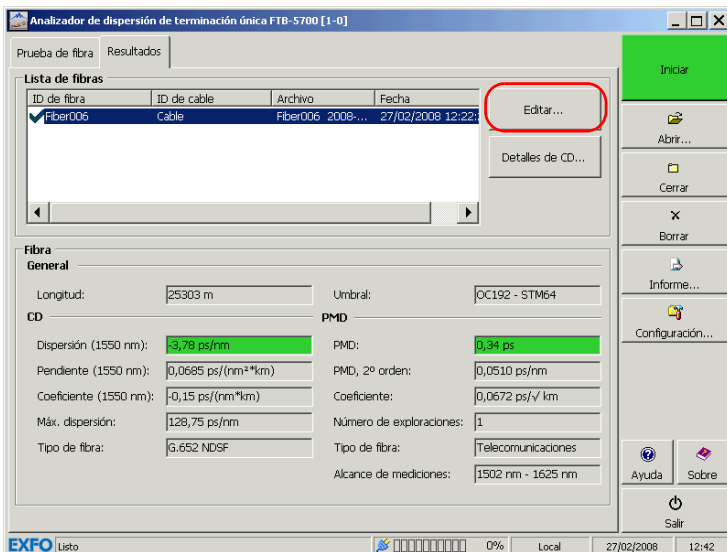 Analizador de dispersión de terminación única FTB-5700 [1-0]
Prueba de fibra
Resultados
Lista de fibras
ID de fibra ID de cable Archivo Fecha
Fiber006 Cable Fiber006 2008-... 27/02/2008 12:22:
Editar...
Detalles de CD...
Fibra
General
Longitud: 25303 m
Umbral: OC192 - STM64
CD
Dispersión (1550 nm): -3,78 ps/nm
Pendiente (1550 nm): 0,0685 ps/(nm²*km)
Coeficiente (1550 nm): -0,15 ps/(nm*km)
Máx. dispersión: 128,75 ps/nm
Tipo de fibra: G.652 NDSF
PMD
PMD: 0,34 ps
PMD, 2º orden: 0,0510 ps/nm
Coeficiente: 0,0672 ps/√ km
Número de exploraciones: 1
Tipo de fibra: Telecomunicaciones
Alcance de mediciones: 1502 nm - 1625 nm
Iniciar
Abrir...
Cerrar
Borrar
Informe...
Configuración...
Ayuda
Sobre
Salir
EXFO Listo 0% Local 27/02/2008 12:42